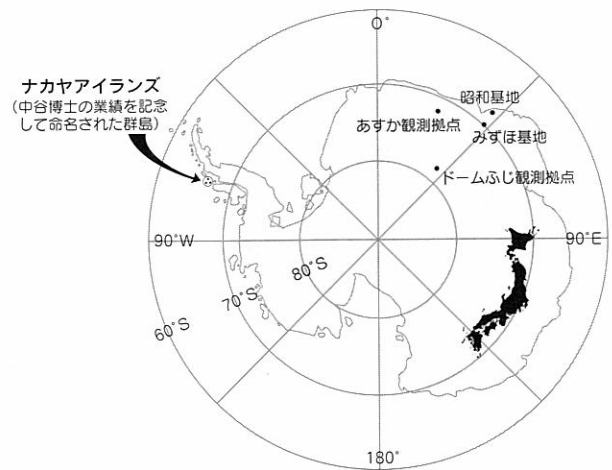 0°
ナカヤアイランズ
(中谷博士の業績を記念
して命名された群島)
昭和基地
あすか観測拠点
みずほ基地
ドームふじ観測拠点
90°W
90°E
80°S
70°S
60°S
180°